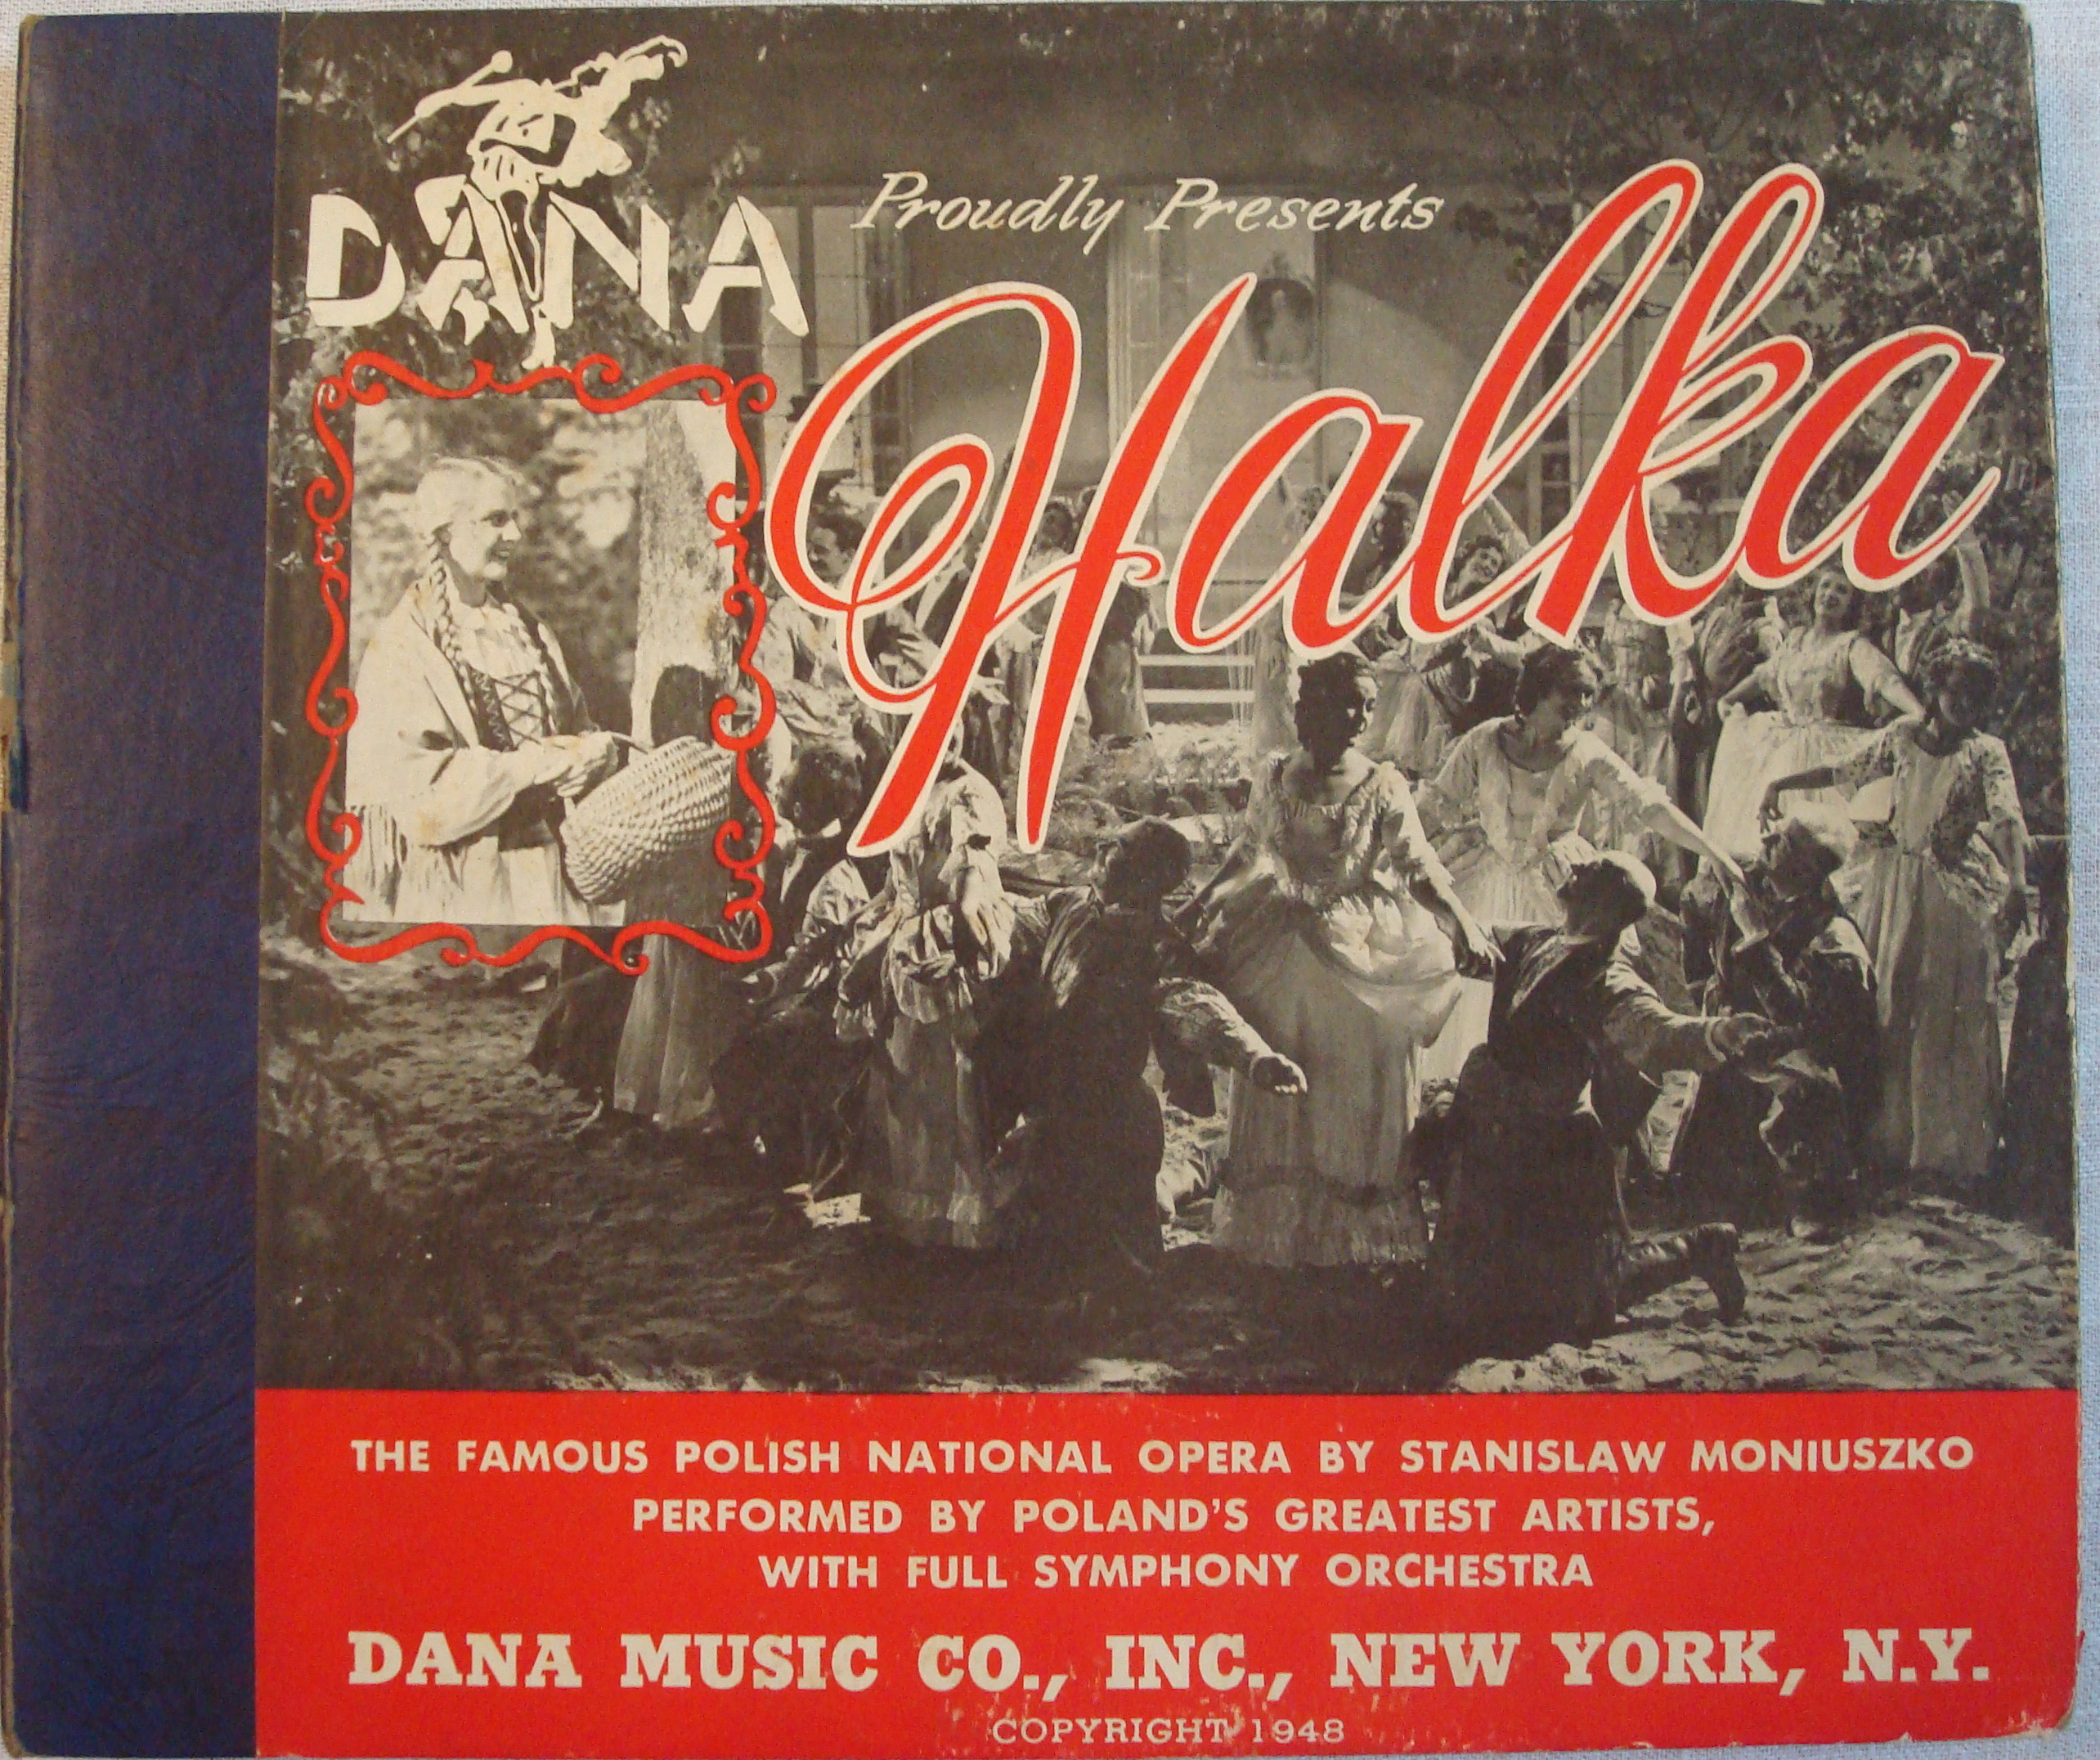 DANA
Proudly Presents
Halka
THE FAMOUS POLISH NATIONAL OPERA BY STANISLAW MONIUSZKO
PERFORMED BY POLAND'S GREATEST ARTISTS,
WITH FULL SYMPHONY ORCHESTRA
DANA MUSIC CO., INC., NEW YORK, N.Y.
COPYRIGHT 1948